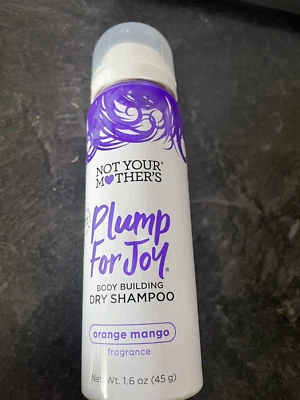 NOT YOUR®
MOTHER'S
Plump
For Joy®
BODY BUILDING
DRY SHAMPOO
orange mango
fragrance
Net Wt. 1.6 oz (45 g)